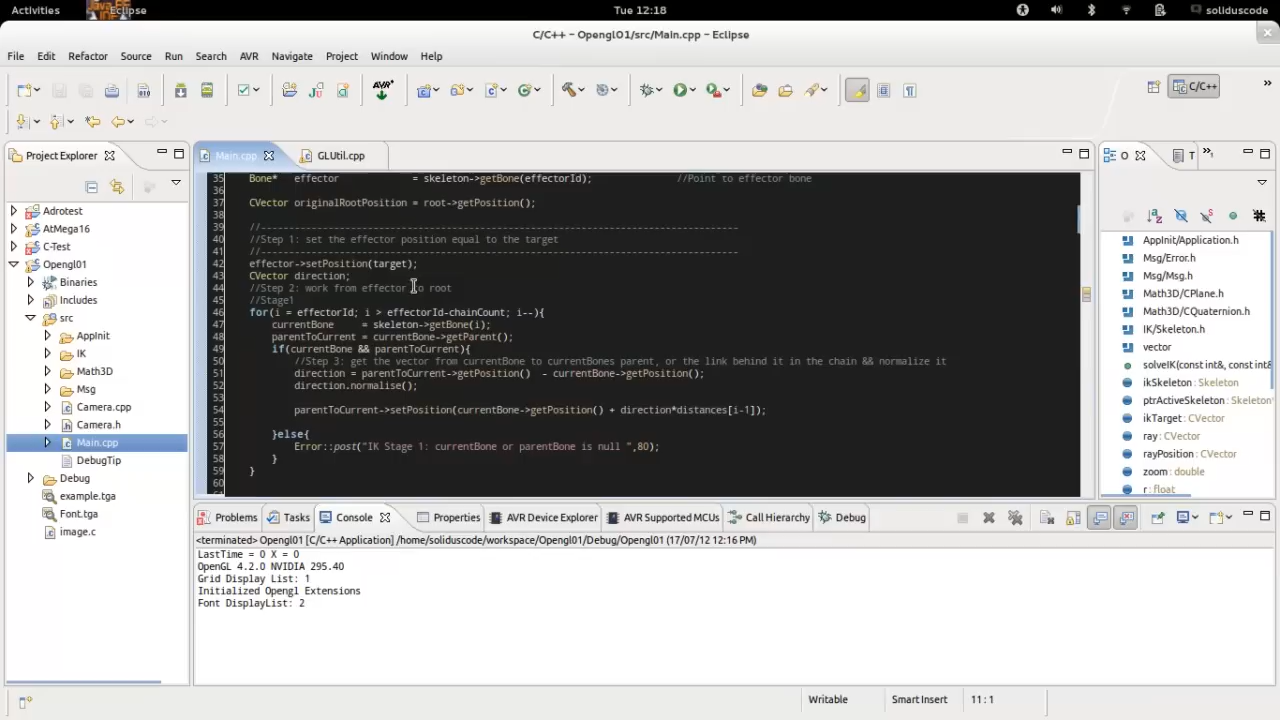 Activities
Eclipse
Tue 12:18
soliduscode
C/C++ - Opengl01/src/Main.cpp - Eclipse
File Edit Refactor Source Run Search AVR Navigate Project Window Help
AVR*
C/C++
Project Explorer
Main.cpp
GLUtil.cpp
O
T
Adrotest
AtMega16
C-Test
Opengl01
Binaries
Includes
src
AppInit
IK
Math3D
Msg
Camera.cpp
Camera.h
Main.cpp
DebugTip
Debug
example.tga
Font.tga
image.c
35 Bone* effector = skeleton->getBone(effectorId); //Point to effector bone
36
37 CVector originalRootPosition = root->getPosition();
38
39 //-------------------------------------------------------------------------------------
40 //Step 1: set the effector position equal to the target
41 //-------------------------------------------------------------------------------------
42 effector->setPosition(target);
43 CVector direction;
44 //Step 2: work from effector to root
45 //Stage1
46 for(i = effectorId; i > effectorId-chainCount; i--){
47 currentBone = skeleton->getBone(i);
48 parentToCurrent = currentBone->getParent();
49 if(currentBone && parentToCurrent){
50 //Step 3: get the vector from currentBone to currentBones parent, or the link behind it in the chain && normalize it
51 direction = parentToCurrent->getPosition() - currentBone->getPosition();
52 direction.normalise();
53
54 parentToCurrent->setPosition(currentBone->getPosition() + direction*distances[i-1]);
55
56 }else{
57 Error::post("IK Stage 1: currentBone or parentBone is null ",80);
58 }
59 }
60
AppInit/Application.h
Msg/Error.h
Msg/Msg.h
Math3D/CPlane.h
Math3D/CQuaternion.h
IK/Skeleton.h
vector
solveIK(const int&, const int&
ikSkeleton : Skeleton
ptrActiveSkeleton : Skeleton*
ikTarget : CVector
ray : CVector
rayPosition : CVector
zoom : double
r : float
Problems Tasks Console Properties AVR Device Explorer AVR Supported MCUs Call Hierarchy Debug
<terminated> Opengl01 [C/C++ Application] /home/soliduscode/workspace/Opengl01/Debug/Opengl01 (17/07/12 12:16 PM)
LastTime = 0 X = 0
OpenGL 4.2.0 NVIDIA 295.40
Grid Display List: 1
Initialized Opengl Extensions
Font DisplayList: 2
Writable
Smart Insert
11 : 1